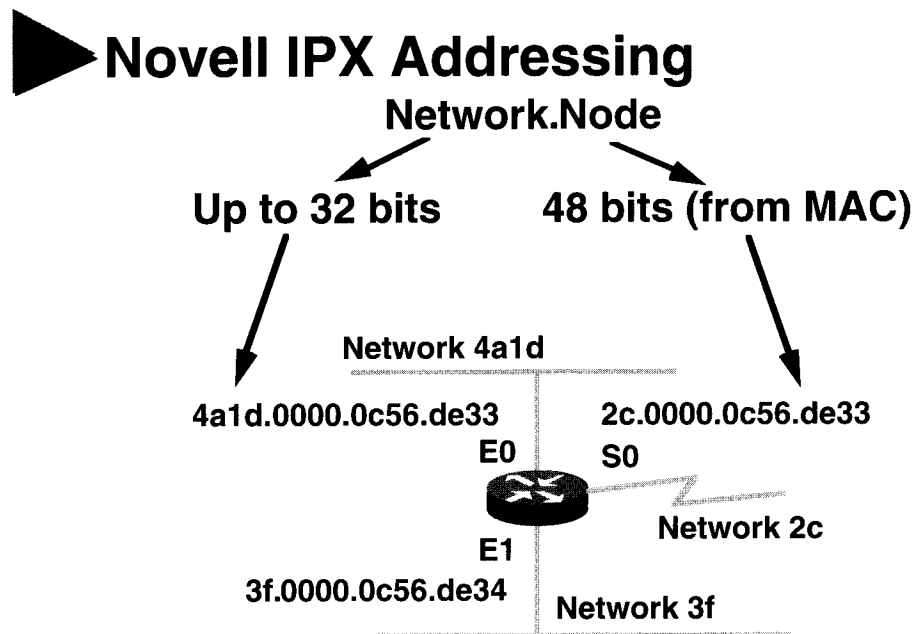 Novell IPX Addressing
Network.Node
Up to 32 bits
48 bits (from MAC)
Network 4a1d
4a1d.0000.0c56.de33
2c.0000.0c56.de33
E0
S0
Network 2c
E1
3f.0000.0c56.de34
Network 3f